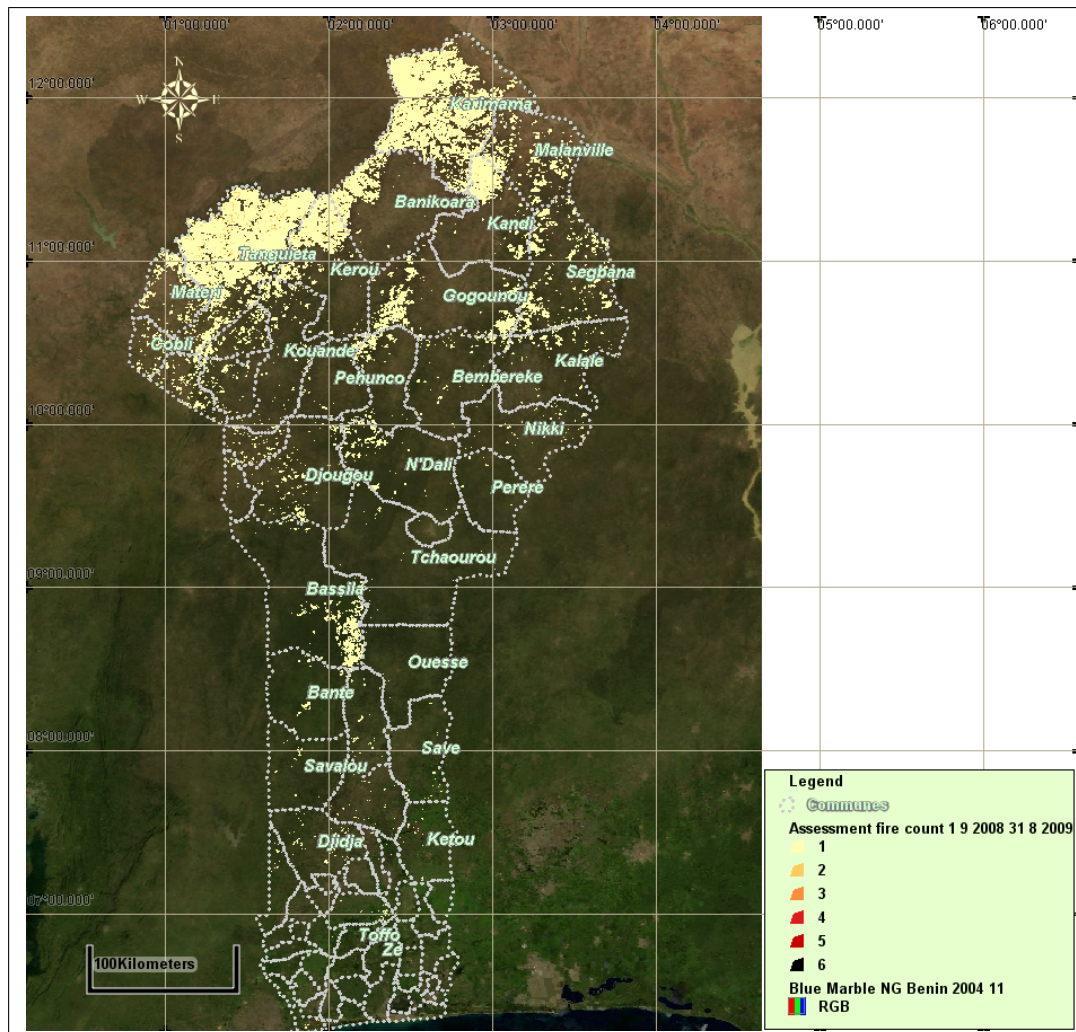 01°00.000' 02°00.000' 03°00.000' 04°00.000' 05°00.000' 06°00.000'
N
W E
S
12°00.000'
Karimama
Malanville
Banikoara
Kandi
11°00.000'
Tanguieta
Kerou
Segbana
Materi
Gogounou
Cobli
Kouande
Kalale
Pehunco
Bembereke
10°00.000'
Nikki
N'Dali
Djougou
Perere
Tchaourou
09°00.000'
Bassila
Ouesse
Bante
08°00.000'
Save
Savalou
Djidja
Ketou
07°00.000'
Toffo
Ze
100Kilometers
Legend
Communes
Assessment fire count 1 9 2008 31 8 2009
1
2
3
4
5
6
Blue Marble NG Benin 2004 11
RGB